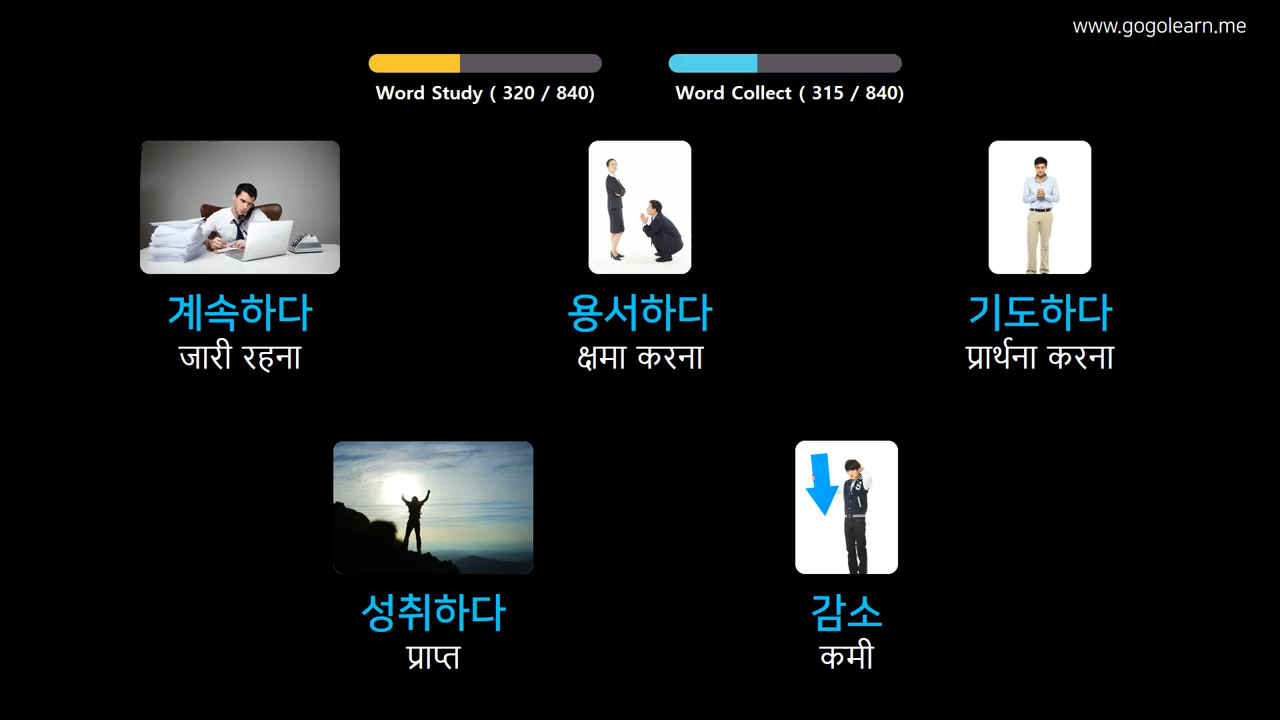 www.gogolearn.me
Word Study ( 320 / 840)
Word Collect ( 315 / 840)
계속하다
जारी रहना
용서하다
क्षमा करना
기도하다
प्रार्थना करना
성취하다
प्राप्त
감소
कमी